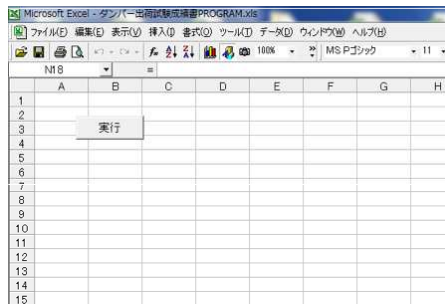 Microsoft Excel - ダンパー出荷試験成績書PROGRAM.xls
ファイル(F) 編集(E) 表示(V) 挿入(I) 書式(O) ツール(T) データ(D) ウィンドウ(W) ヘルプ(H)
100% MS Pゴシック 11
N18 =
A B C D E F G H
1
2
3 実行
4
5
6
7
8
9
10
11
12
13
14
15